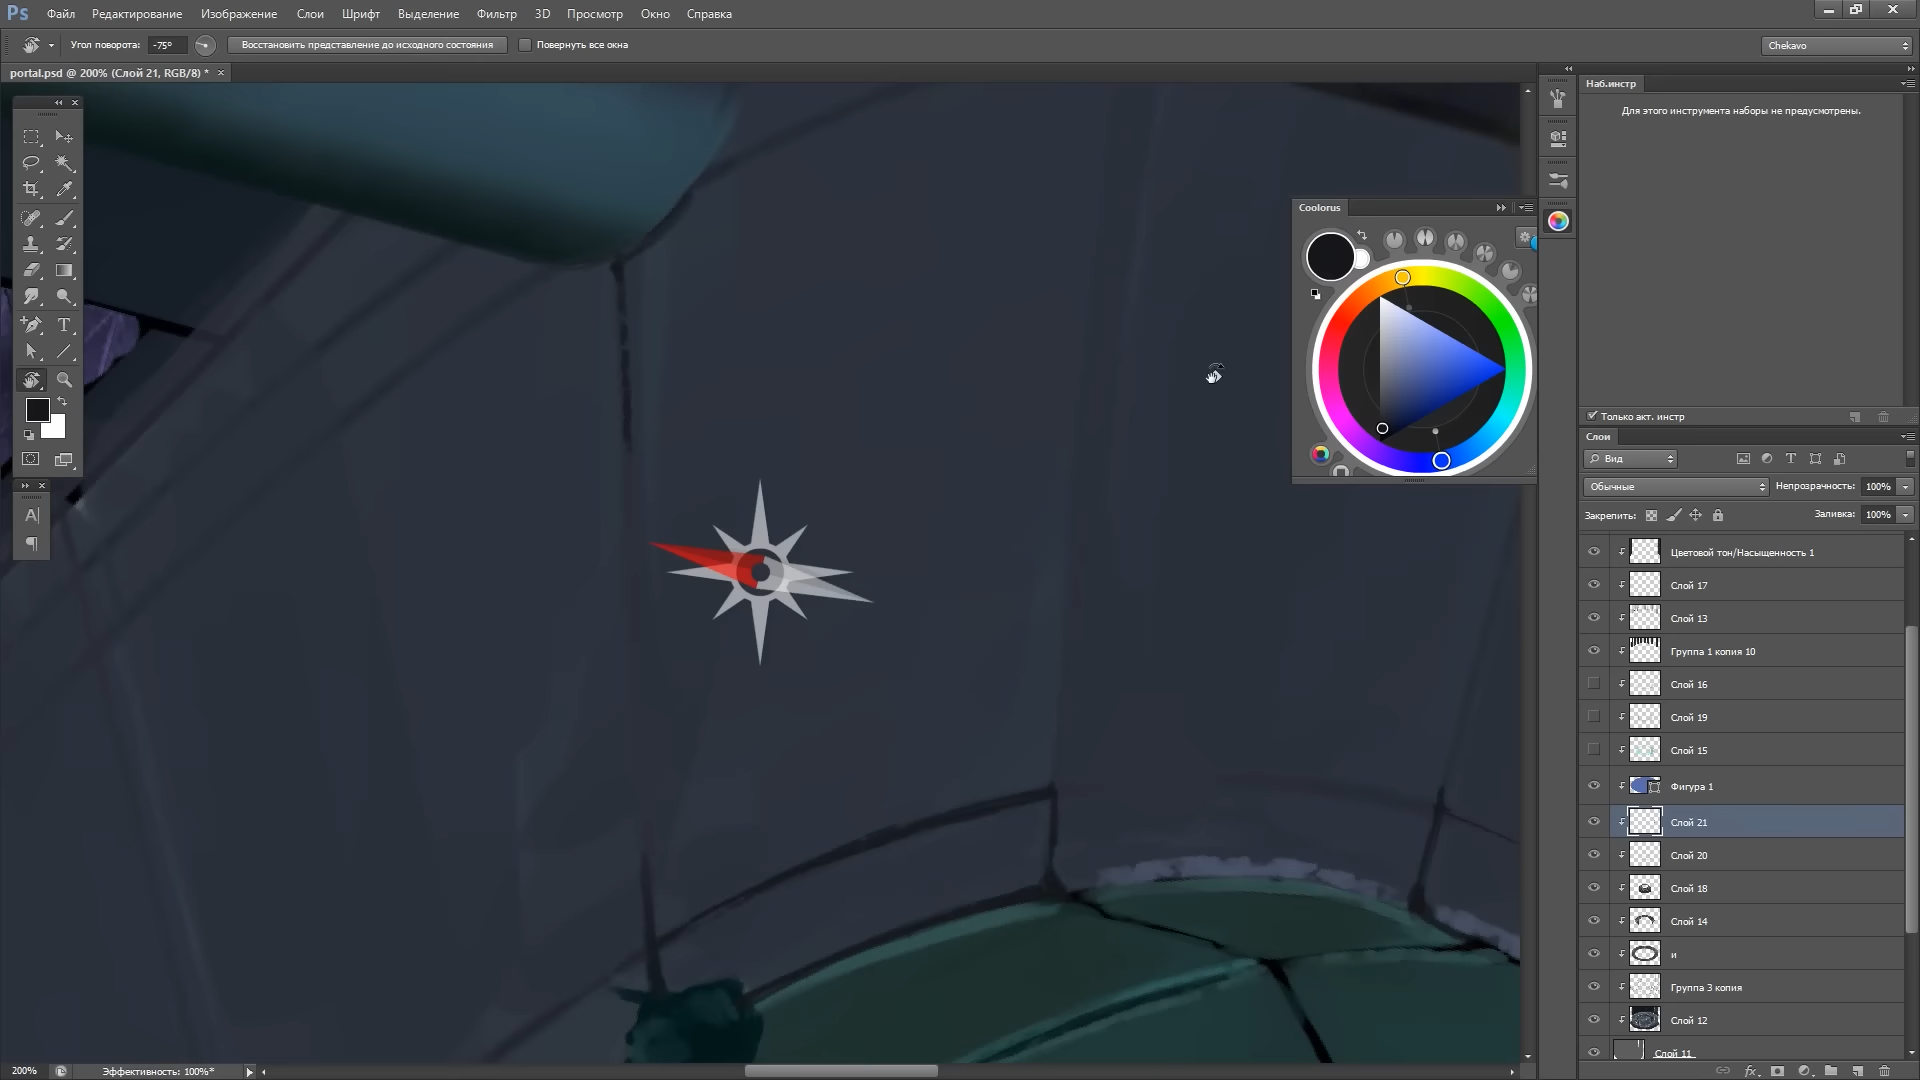 Ps Файл Редактирование Изображение Слои Шрифт Выделение Фильтр 3D Просмотр Окно Справка
Угол поворота: -75° Восстановить представление до исходного состояния Повернуть все окна Chekavo
portal.psd @ 200% (Слой 21, RGB/8) * ×
Наб.инстр
Для этого инструмента наборы не предусмотрены.
Coolorus
T
Только акт. инстр
Слои
Вид T
Обычные Непрозрачность: 100%
A
Закрепить: Заливка: 100%
Цветовой тон/Насыщенность 1
Слой 17
Слой 13
Группа 1 копия 10
Слой 16
Слой 19
Слой 15
Фигура 1
Слой 21
Слой 20
Слой 18
Слой 14
и
Группа 3 копия
Слой 12
Слой 11
200% Эффективность: 100%*
fx